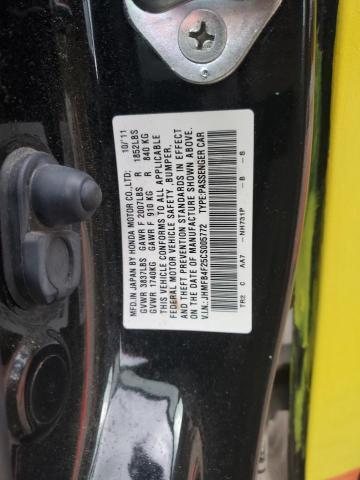 MFD.IN JAPAN BY HONDA MOTOR CO.,LTD. 10/11
GVWR 3837LBS GAWR F 2007LBS R 1852LBS
GVWR 1740KG GAWR F 910 KG R 840 KG
THIS VEHICLE CONFORMS TO ALL APPLICABLE
FEDERAL MOTOR VEHICLE SAFETY, BUMPER,
AND THEFT PREVENTION STANDARDS IN EFFECT
ON THE DATE OF MANUFACTURE SHOWN ABOVE.
V.I.N.: JHMFB4F25CS005772 TYPE:PASSENGER CAR
TR2 C AA7 -NH731P -B -S